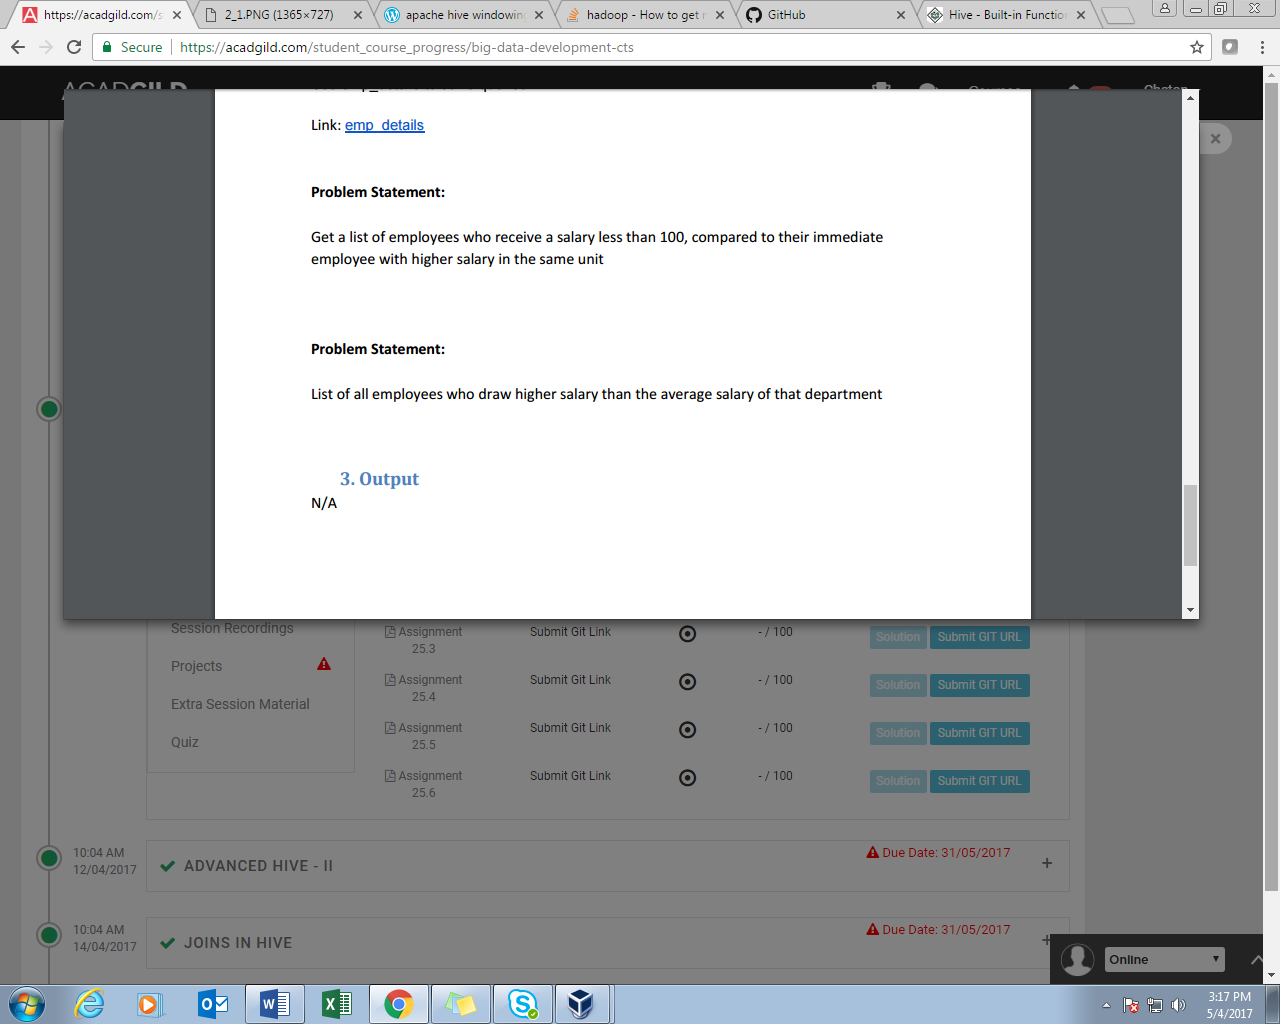 https://acadgild.com/s
2_1.PNG (1365×727)
apache hive windowing
hadoop - How to get r
GitHub
Hive - Built-in Functio
Secure
https://acadgild.com/student_course_progress/big-data-development-cts
ACADGILD
Link: emp_details
Problem Statement:
Get a list of employees who receive a salary less than 100, compared to their immediate
employee with higher salary in the same unit
Problem Statement:
List of all employees who draw higher salary than the average salary of that department
3. Output
N/A
Session Recordings
Projects
Extra Session Material
Quiz
Assignment
25.3
Submit Git Link
- / 100
Solution
Submit GIT URL
Assignment
25.4
Submit Git Link
- / 100
Solution
Submit GIT URL
Assignment
25.5
Submit Git Link
- / 100
Solution
Submit GIT URL
Assignment
25.6
Submit Git Link
- / 100
Solution
Submit GIT URL
10:04 AM
12/04/2017
ADVANCED HIVE - II
Due Date: 31/05/2017
+
10:04 AM
14/04/2017
JOINS IN HIVE
Due Date: 31/05/2017
+
Online
3:17 PM
5/4/2017